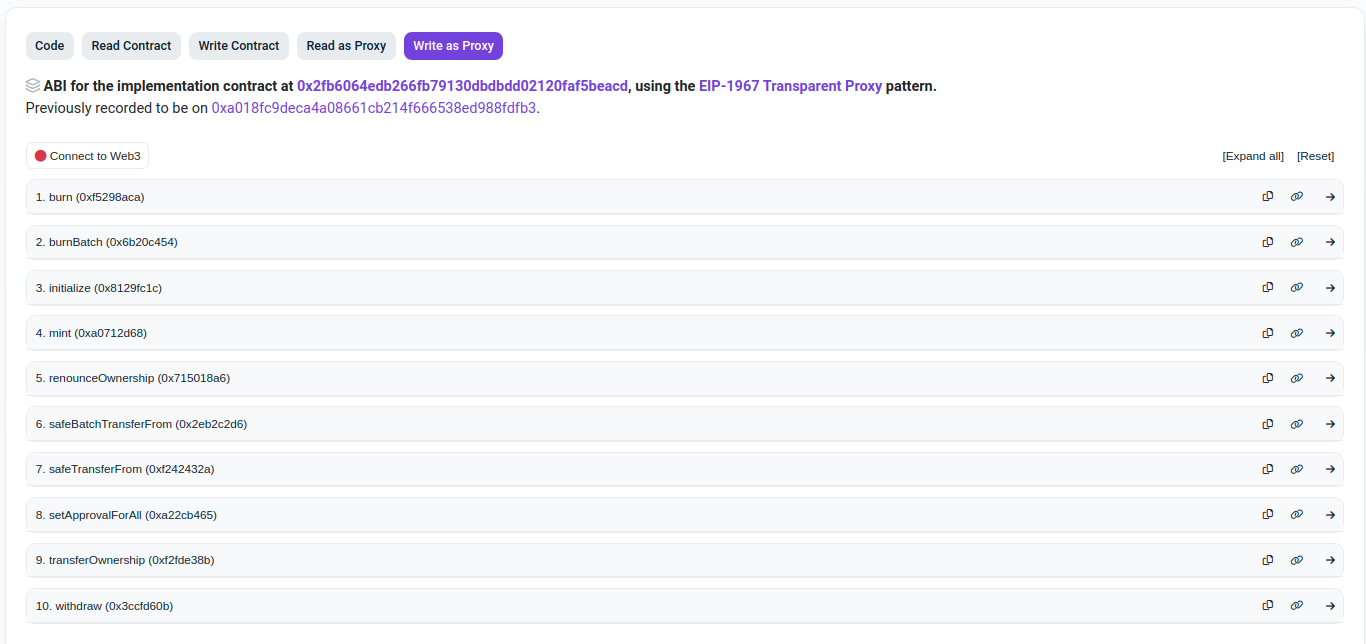 Code Read Contract Write Contract Read as Proxy Write as Proxy
ABI for the implementation contract at 0x2fb6064edb266fb79130dbdbdd02120faf5beacd, using the EIP-1967 Transparent Proxy pattern.
Previously recorded to be on 0xa018fc9deca4a08661cb214f666538ed988fdfb3.
Connect to Web3 [Expand all] [Reset]
1. burn (0xf5298aca)
2. burnBatch (0x6b20c454)
3. initialize (0x8129fc1c)
4. mint (0xa0712d68)
5. renounceOwnership (0x715018a6)
6. safeBatchTransferFrom (0x2eb2c2d6)
7. safeTransferFrom (0xf242432a)
8. setApprovalForAll (0xa22cb465)
9. transferOwnership (0xf2fde38b)
10. withdraw (0x3ccfd60b)